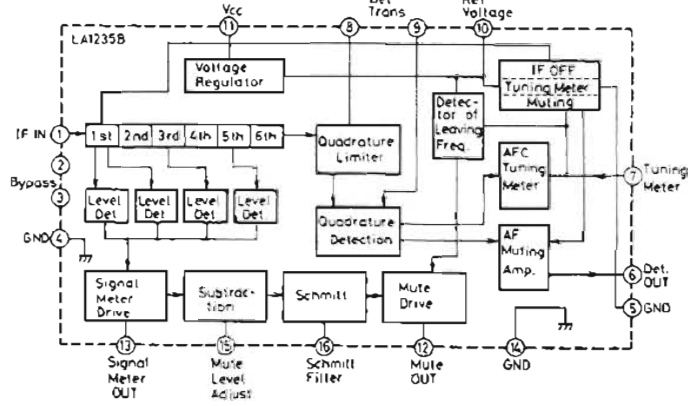 Vcc
Det
Trans
Ref
Voltage
11
8
9
10
LA1235B
Voltage
Regulator
IF OFF
Tuning Meter
Muting
IF IN
1
1st
2nd
3rd
4th
5th
6th
Quadrature
Limiter
Detec-
tor of
Leaving
Freq.
AFC
Tuning
Meter
7
Tuning
Meter
2
Bypass
3
Level
Det.
Level
Det.
Level
Det.
Level
Det.
Quadrature
Detection
AF
Muting
Amp.
GND
4
6
Det.
OUT
Signal
Meter
Drive
Subtrac-
tion
Schmitt
Mute
Drive
5
GND
13
15
16
12
14
Signal
Meter
OUT
Mute
Level
Adjust
Schmitt
Filter
Mute
OUT
GND